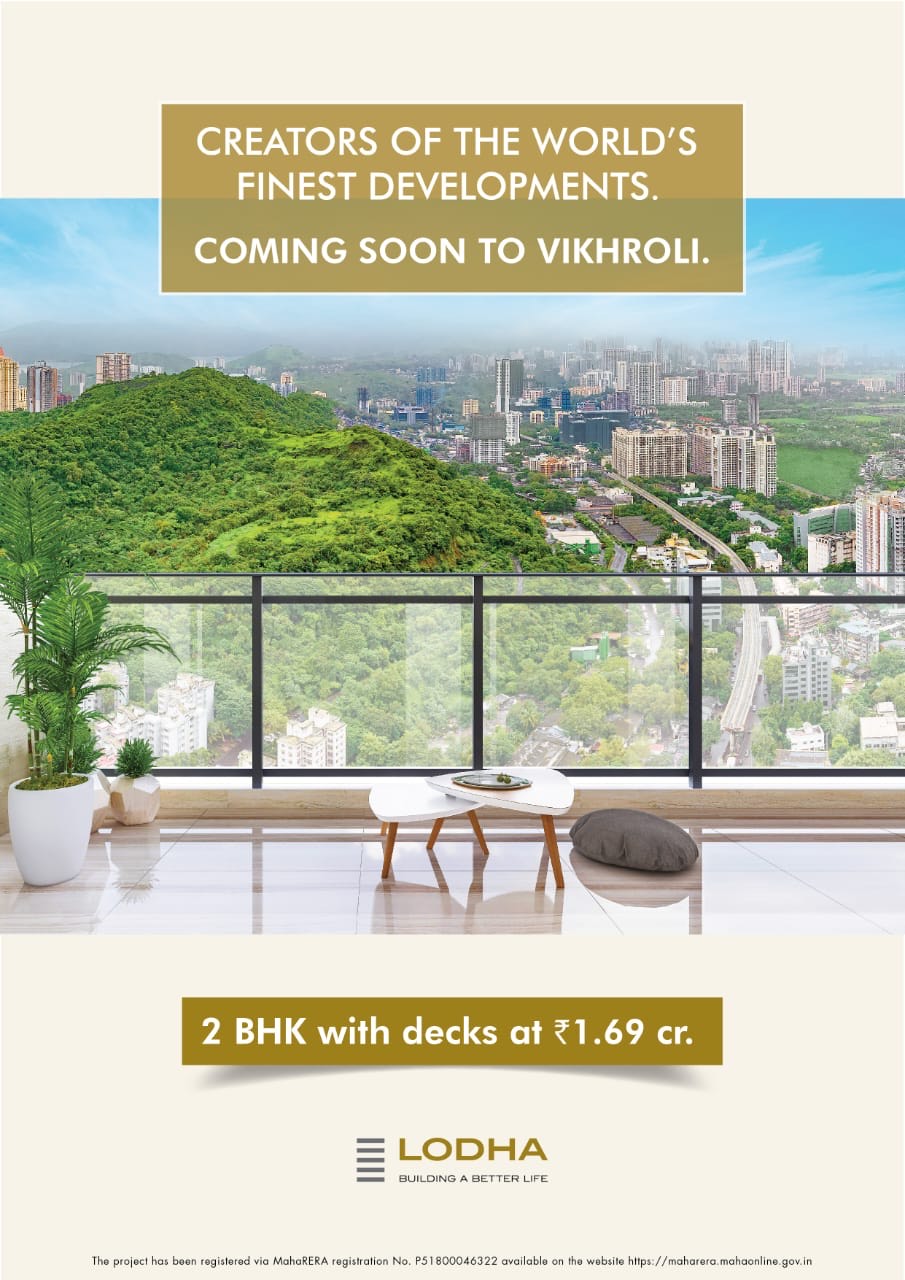 CREATORS OF THE WORLD’S
FINEST DEVELOPMENTS.
COMING SOON TO VIKHROLI.
2 BHK with decks at ₹1.69 cr.
LODHA
BUILDING A BETTER LIFE
The project has been registered via MahaRERA registration No. P51800046322 available on the website https://maharera.mahaonline.gov.in